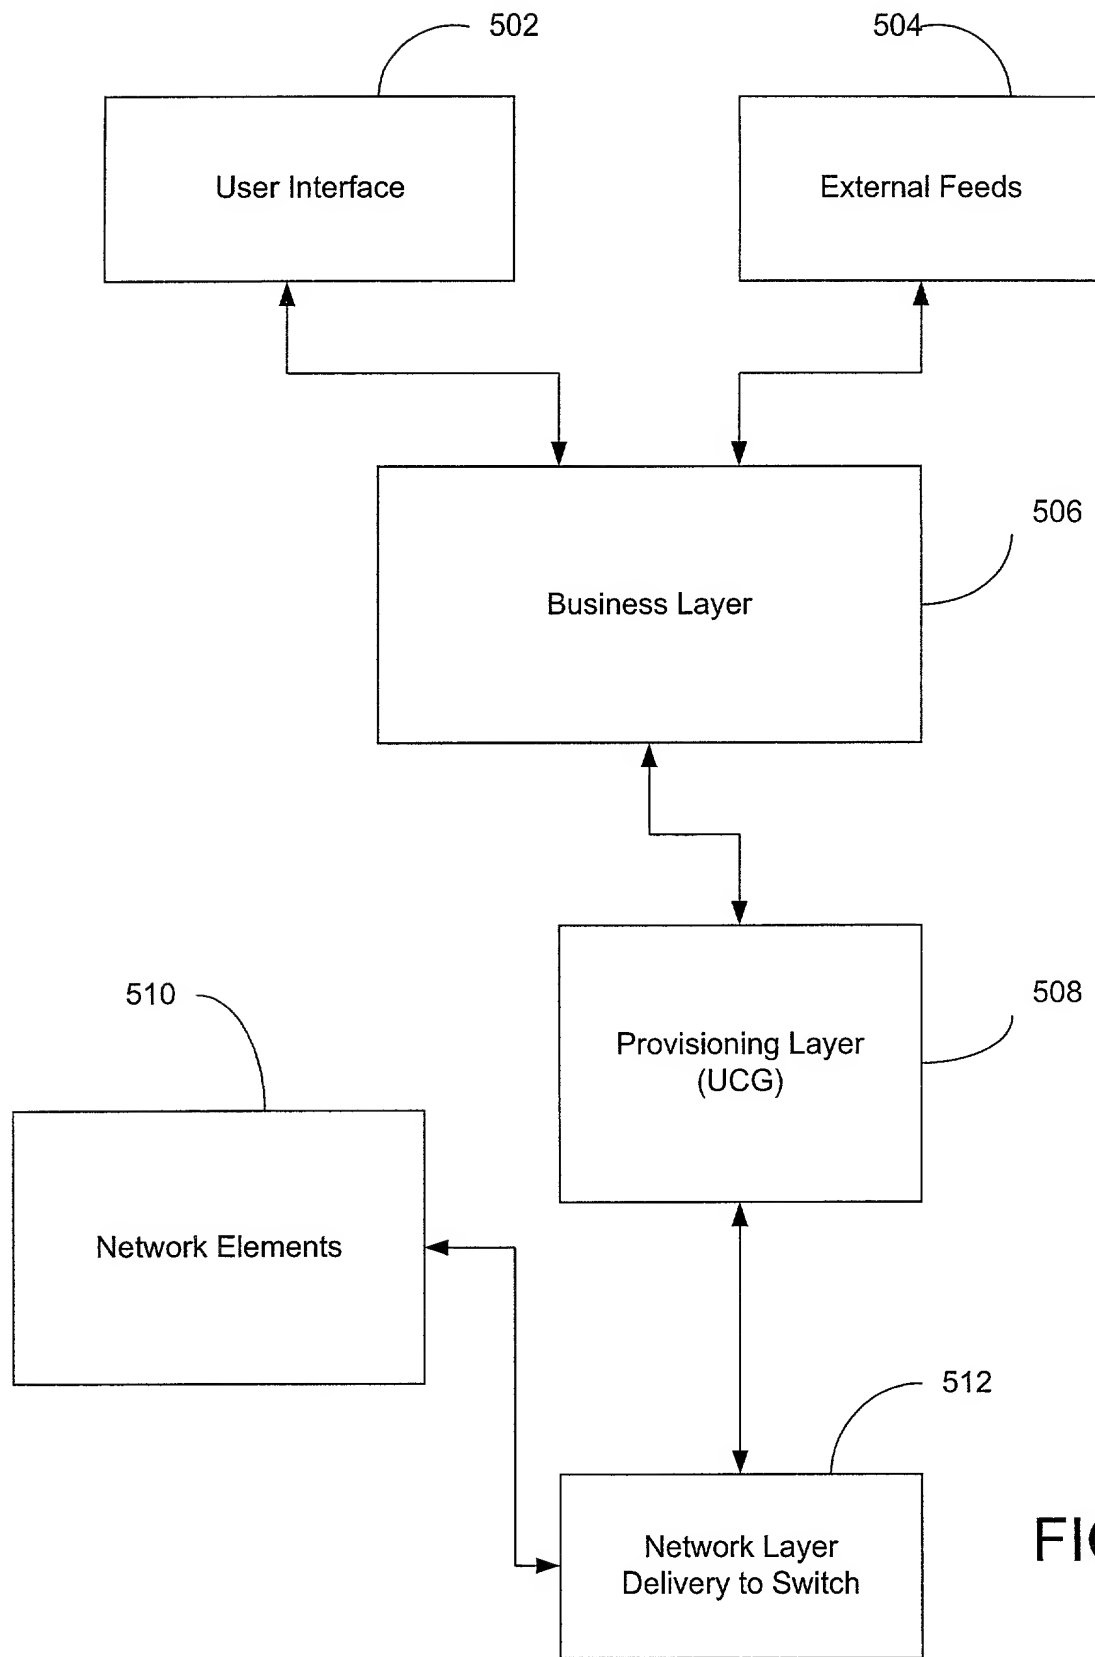 502
504
User Interface
External Feeds
506
Business Layer
510
508
Provisioning Layer
(UCG)
Network Elements
512
Network Layer
Delivery to Switch